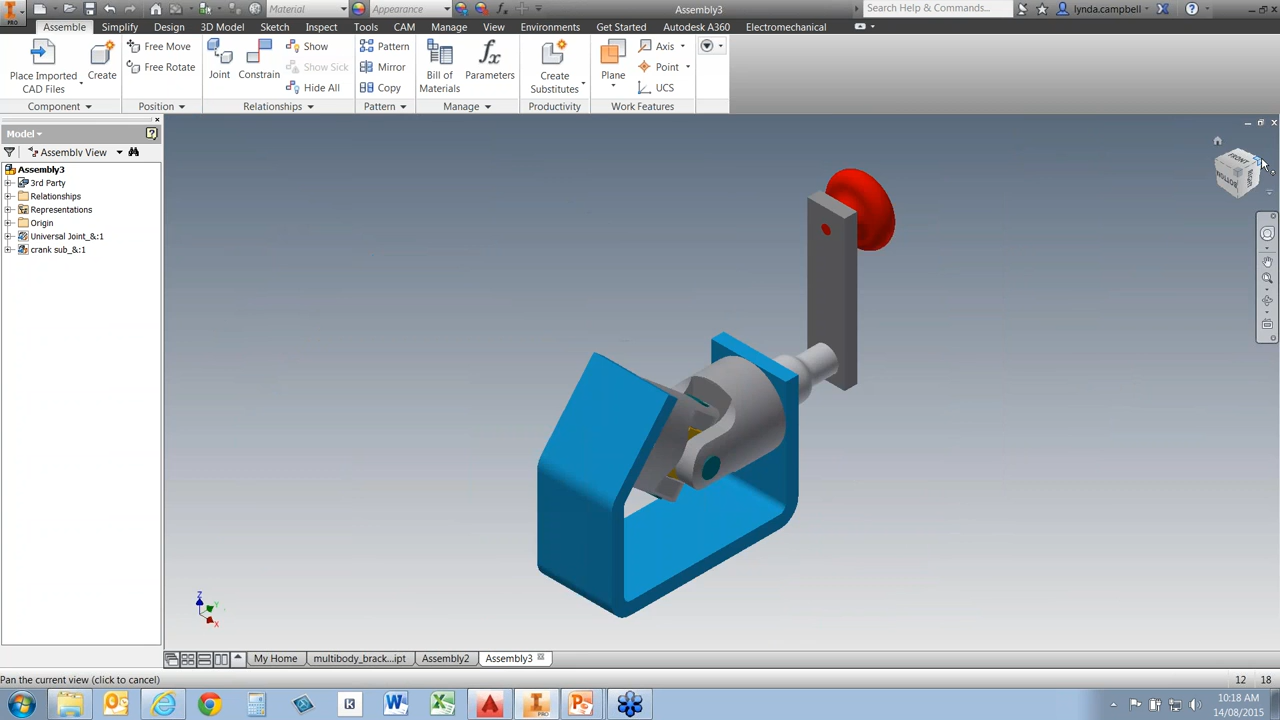 Material
Appearance
Assembly3
Search Help & Commands...
lynda.campbell
PRO
Assemble Simplify Design 3D Model Sketch Inspect Tools CAM Manage View Environments Get Started Autodesk A360 Electromechanical
Place Imported
CAD Files
Create
Free Move
Free Rotate
Joint
Constrain
Show
Show Sick
Hide All
Pattern
Mirror
Copy
Bill of
Materials
Parameters
Create
Substitutes
Plane
Axis
Point
UCS
Component Position Relationships Pattern Manage Productivity Work Features
Model
Assembly View
Assembly3
3rd Party
Relationships
Representations
Origin
Universal Joint_&:1
crank sub_&:1
FRONT
BOTTOM
Z
Y
X
My Home multibody_brack...ipt Assembly2 Assembly3
Pan the current view (click to cancel)
12 18
10:18 AM
14/08/2015